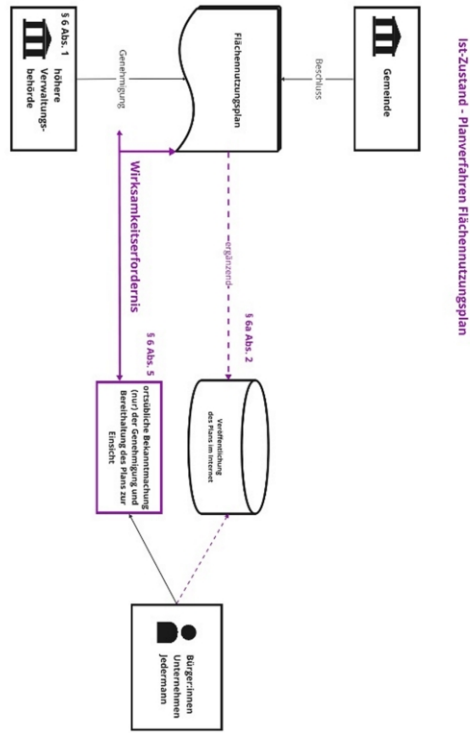 Ist-Zustand - Planverfahren Flächennutzungsplan
Gemeinde
Beschluss
Flächennutzungsplan
Genehmigung
§ 6 Abs. 1
höhere
Verwaltungs-
behörde
-ergänzend-
§ 6a Abs. 2
Veröffentlichung
des Plans im Internet
Wirksamkeitserfordernis
§ 6 Abs. 5
ortsübliche Bekanntmachung
(nur) der Genehmigung und
Bereithaltung des Plans zur
Einsicht
Bürger:innen
Unternehmen
Jedermann